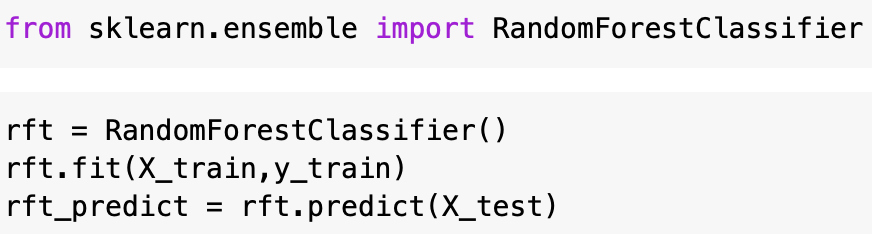 from sklearn.ensemble import RandomForestClassifier
rft = RandomForestClassifier()
rft.fit(X_train,y_train)
rft_predict = rft.predict(X_test)